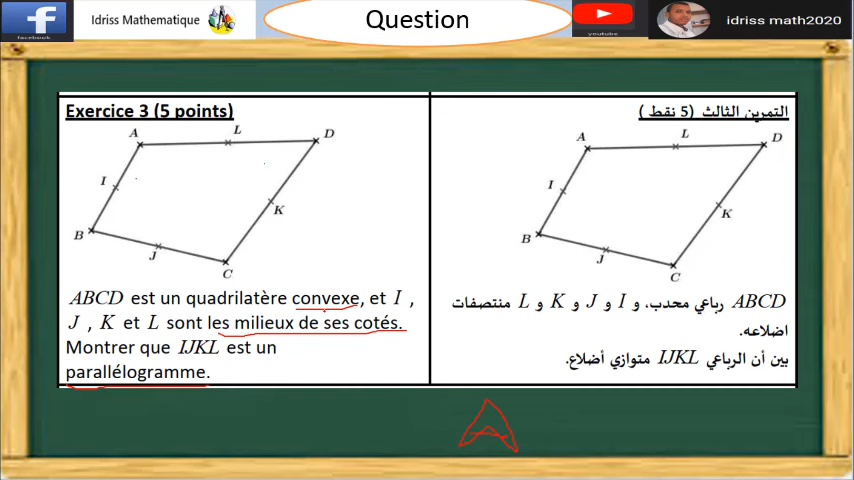 f
facebook
Idriss Mathematique
Question
youtube
idriss math2020
Exercice 3 (5 points)
A
L
D
I
K
B
J
C
ABCD est un quadrilatère convexe, et I ,
J , K et L sont les milieux de ses cotés.
Montrer que IJKL est un
parallélogramme.
التمرين الثالث (5 نقط )
A
L
D
I
K
B
J
C
ABCD رباعي محدب، و I و J و K و L منتصفات
اضلاعه.
بين أن الرباعي IJKL متوازي أضلاع.